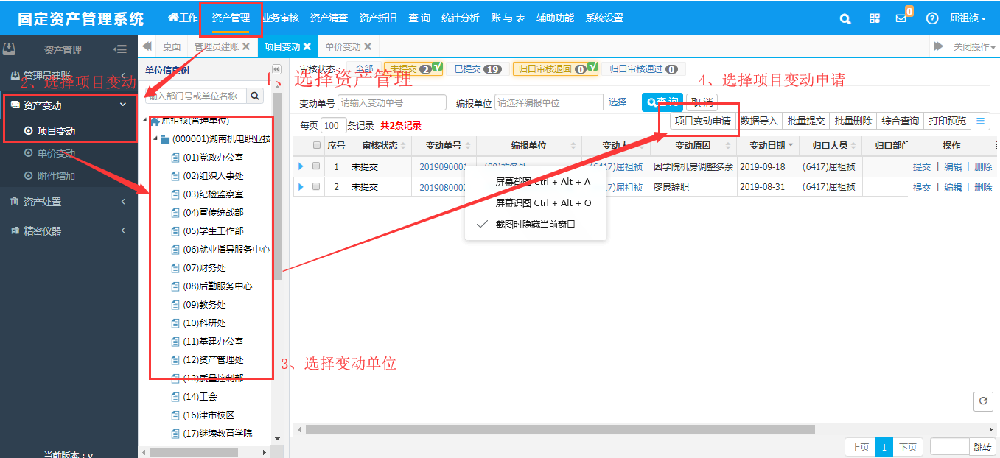 固定资产管理系统 工作 资产管理 业务审核 资产清查 资产折旧 查 询 统计分析 账 与 表 辅助功能 系统设置 0 屈祖祯
资产管理 桌面 管理员建账 项目变动 单价变动 关闭操作
管理员建账
2、选择项目变动
资产变动
项目变动
单价变动
附件增加
资产处置
精密仪器
当前版本：v
单位信息树
输入部门号或单位名称
屈祖祯(管理单位)
(000001)湖南机电职业技
(01)党政办公室
(02)组织人事处
(03)纪检监察室
(04)宣传统战部
(05)学生工作部
(06)就业指导服务中心
(07)财务处
(08)后勤服务中心
(09)教务处
(10)科研处
(11)基建办公室
(12)资产管理处
(13)质量控制部
(14)工会
(16)津市校区
(17)继续教育学院
审核状态： 全部 未提交 2 已提交 19 归口审核退回 0 归口审核通过 0
1、选择资产管理
4、选择项目变动申请
变动单号 请输入变动单号 编报单位 请选择编报单位 选择 查 询 取 消
项目变动申请 数据导入 批量提交 批量删除 综合查询 打印预览
每页 100 条记录 共2条记录
序号 审核状态 变动单号 编报单位 变动人 变动原因 变动日期 归口人员 归口部门 操作
1 未提交 2019090001 (09)教务处 (6417)屈祖祯 因学院机房调整多余 2019-09-18 (6417)屈祖祯 提交 | 编辑 | 删除
2 未提交 2019080002 7)屈祖祯 廖良辞职 2019-08-31 (6417)屈祖祯 提交 | 编辑 | 删除
屏幕截图 Ctrl + Alt + A
屏幕识图 Ctrl + Alt + O
截图时隐藏当前窗口
3、选择变动单位
上页 1 下页 跳转